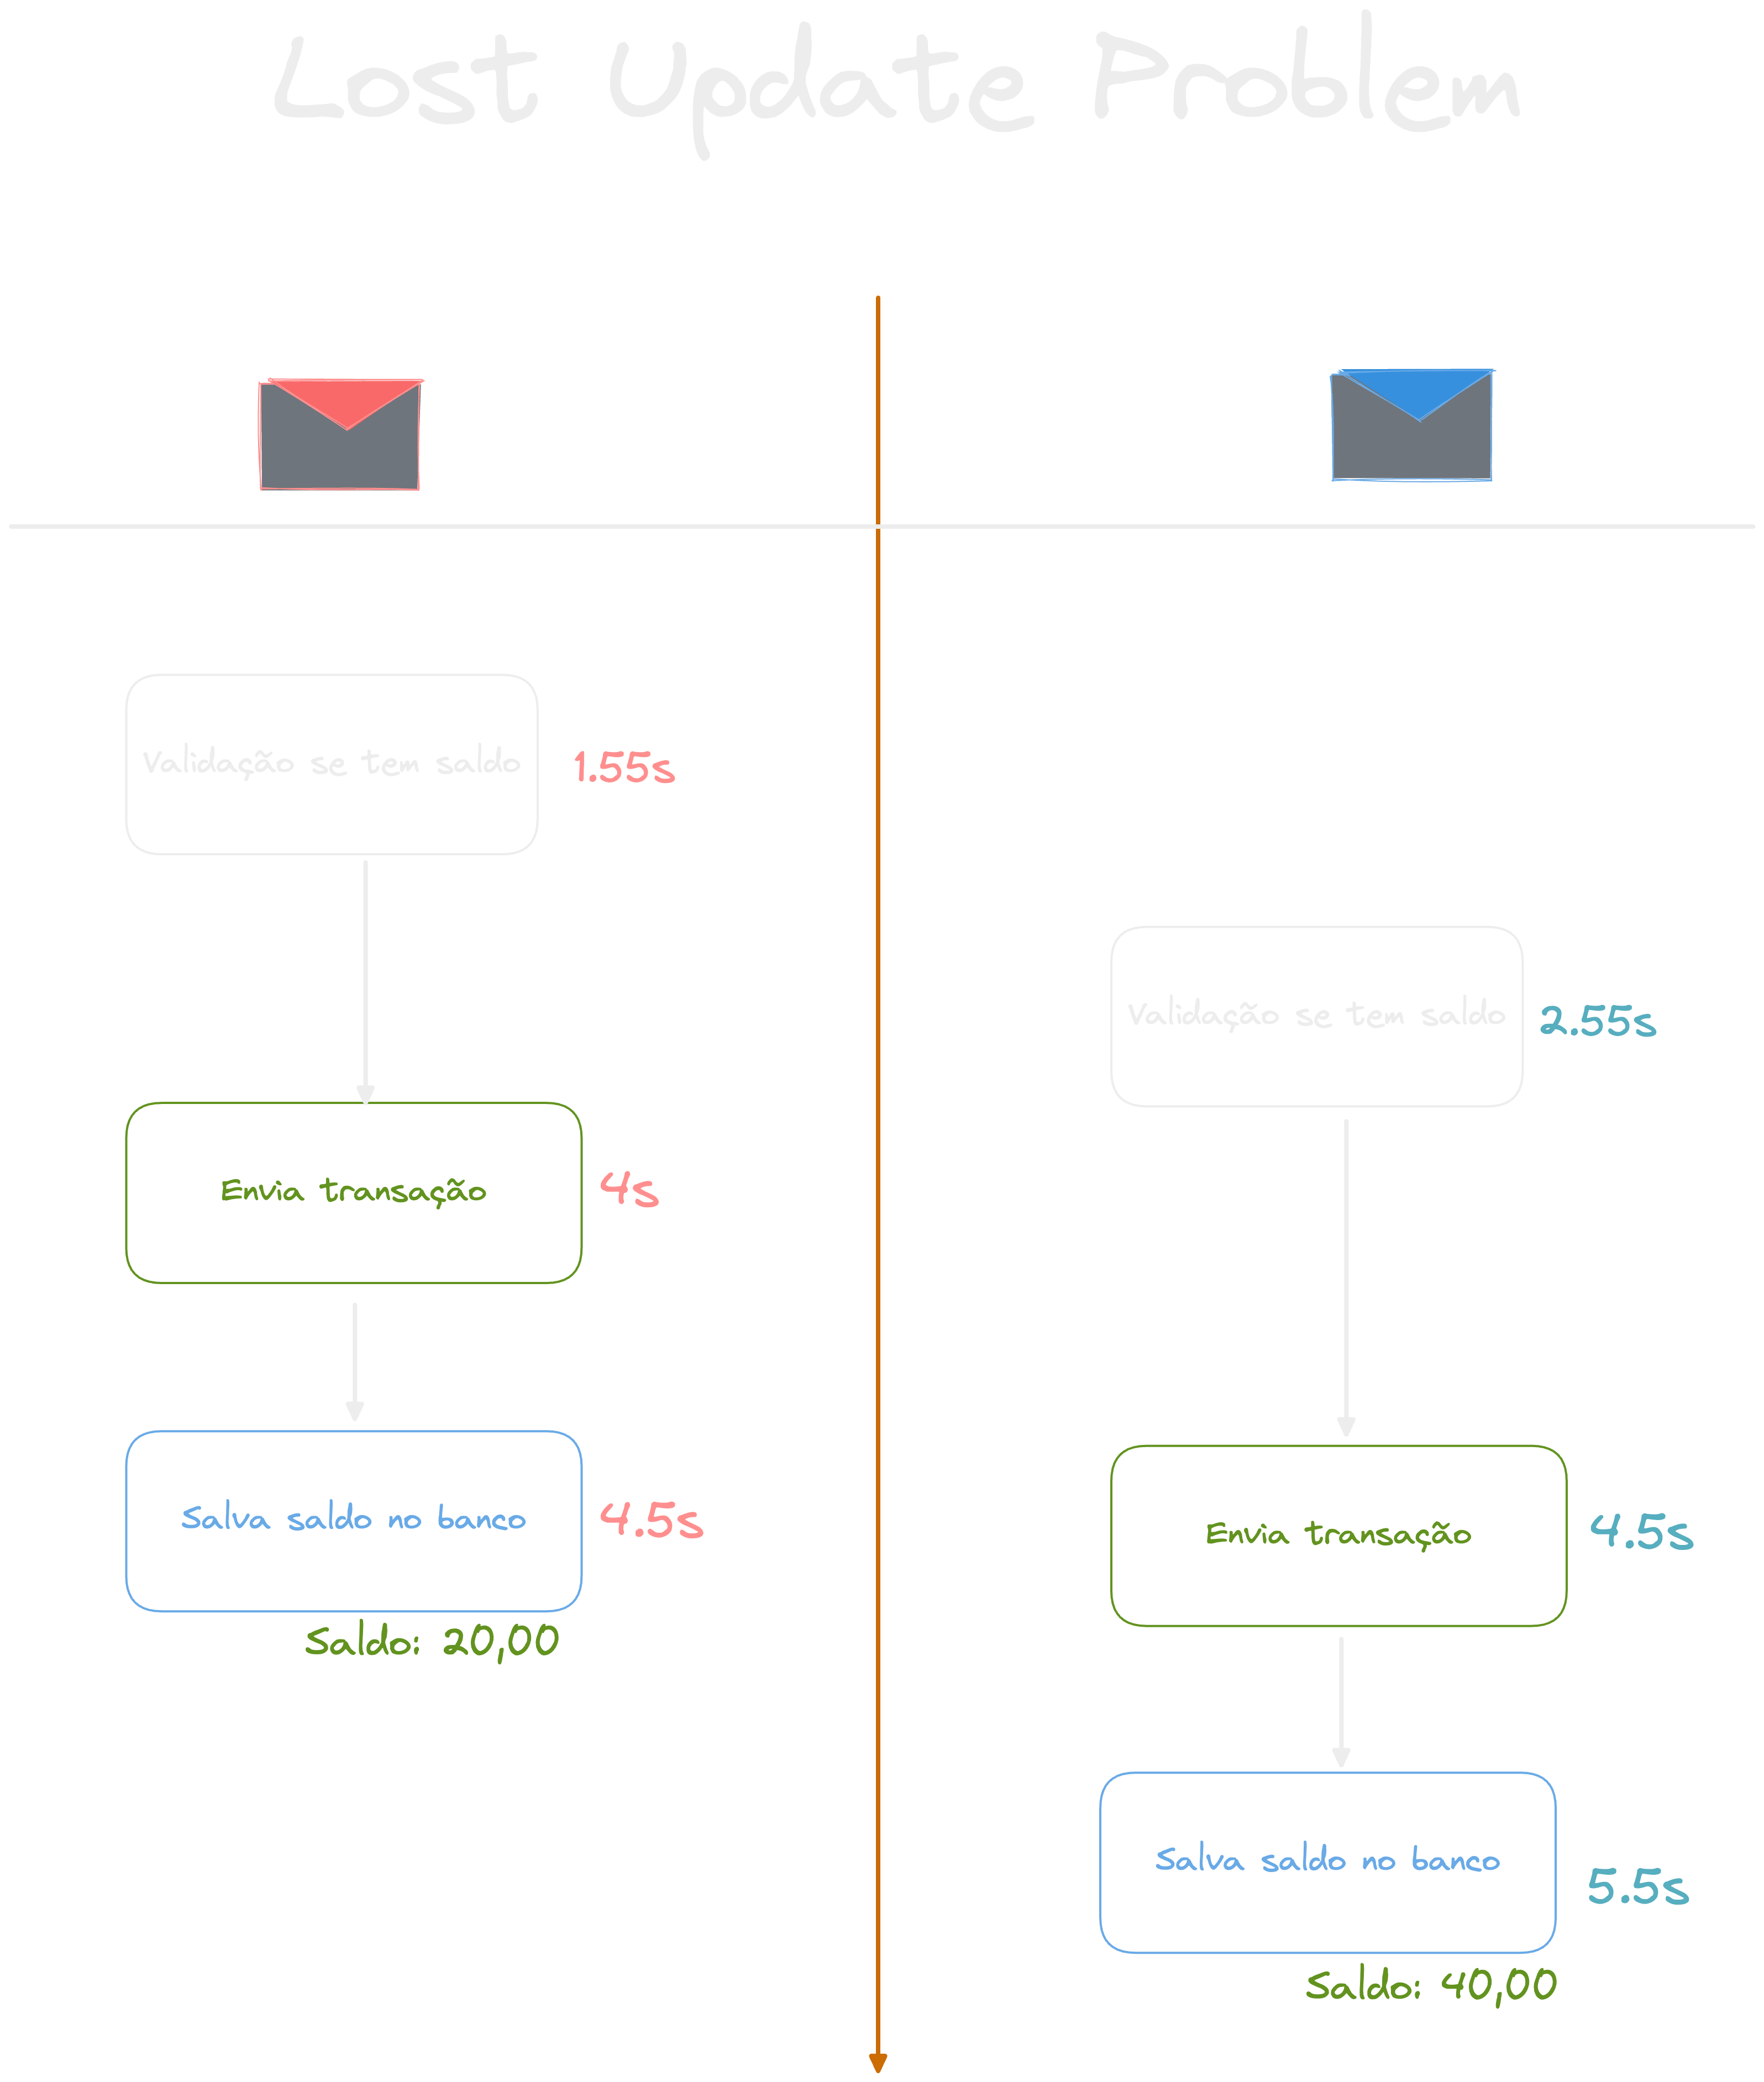 Lost Update Problem
Validação se tem saldo
1.55s
Validação se tem saldo
2.55s
Envia transação
4s
Salva saldo no banco
4.5s
Saldo: 20,00
Envia transação
4.5s
Salva saldo no banco
5.5s
Saldo: 40,00